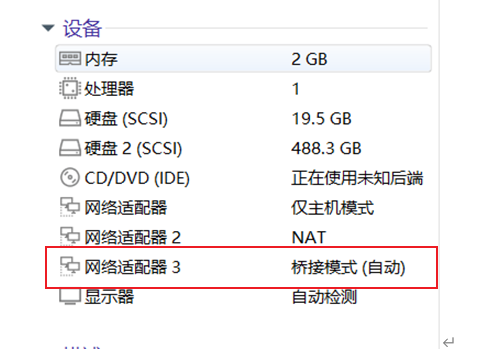 设备
内存 2 GB
处理器 1
硬盘 (SCSI) 19.5 GB
硬盘 2 (SCSI) 488.3 GB
CD/DVD (IDE) 正在使用未知后端
网络适配器 仅主机模式
网络适配器 2 NAT
网络适配器 3 桥接模式 (自动)
显示器 自动检测